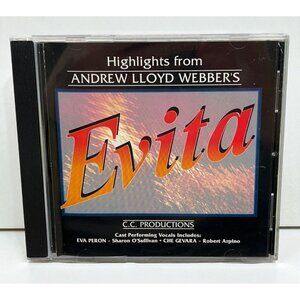 Highlights from
ANDREW LLOYD WEBBER'S
Evita
C.C. PRODUCTIONS
Cast Performing Vocals Includes:
EVA PERON - Sharon O'Sullivan • CHE GEVARA - Robert Arpino